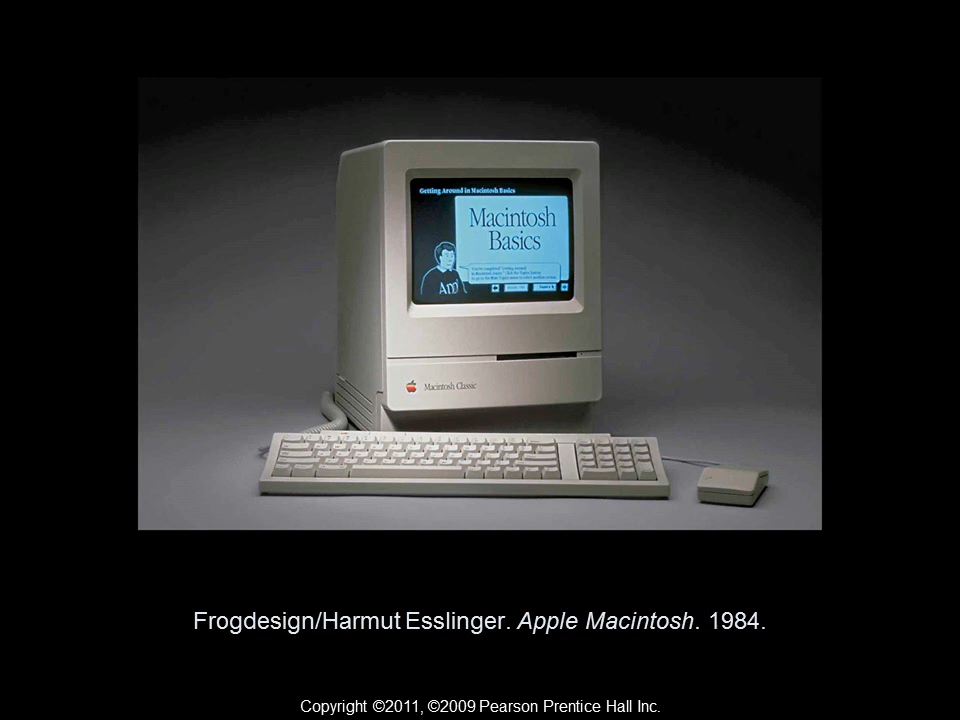 Getting Around in Macintosh Basics
Macintosh
Basics
Macintosh Classic
Frogdesign/Harmut Esslinger. Apple Macintosh. 1984.
Copyright ©2011, ©2009 Pearson Prentice Hall Inc.